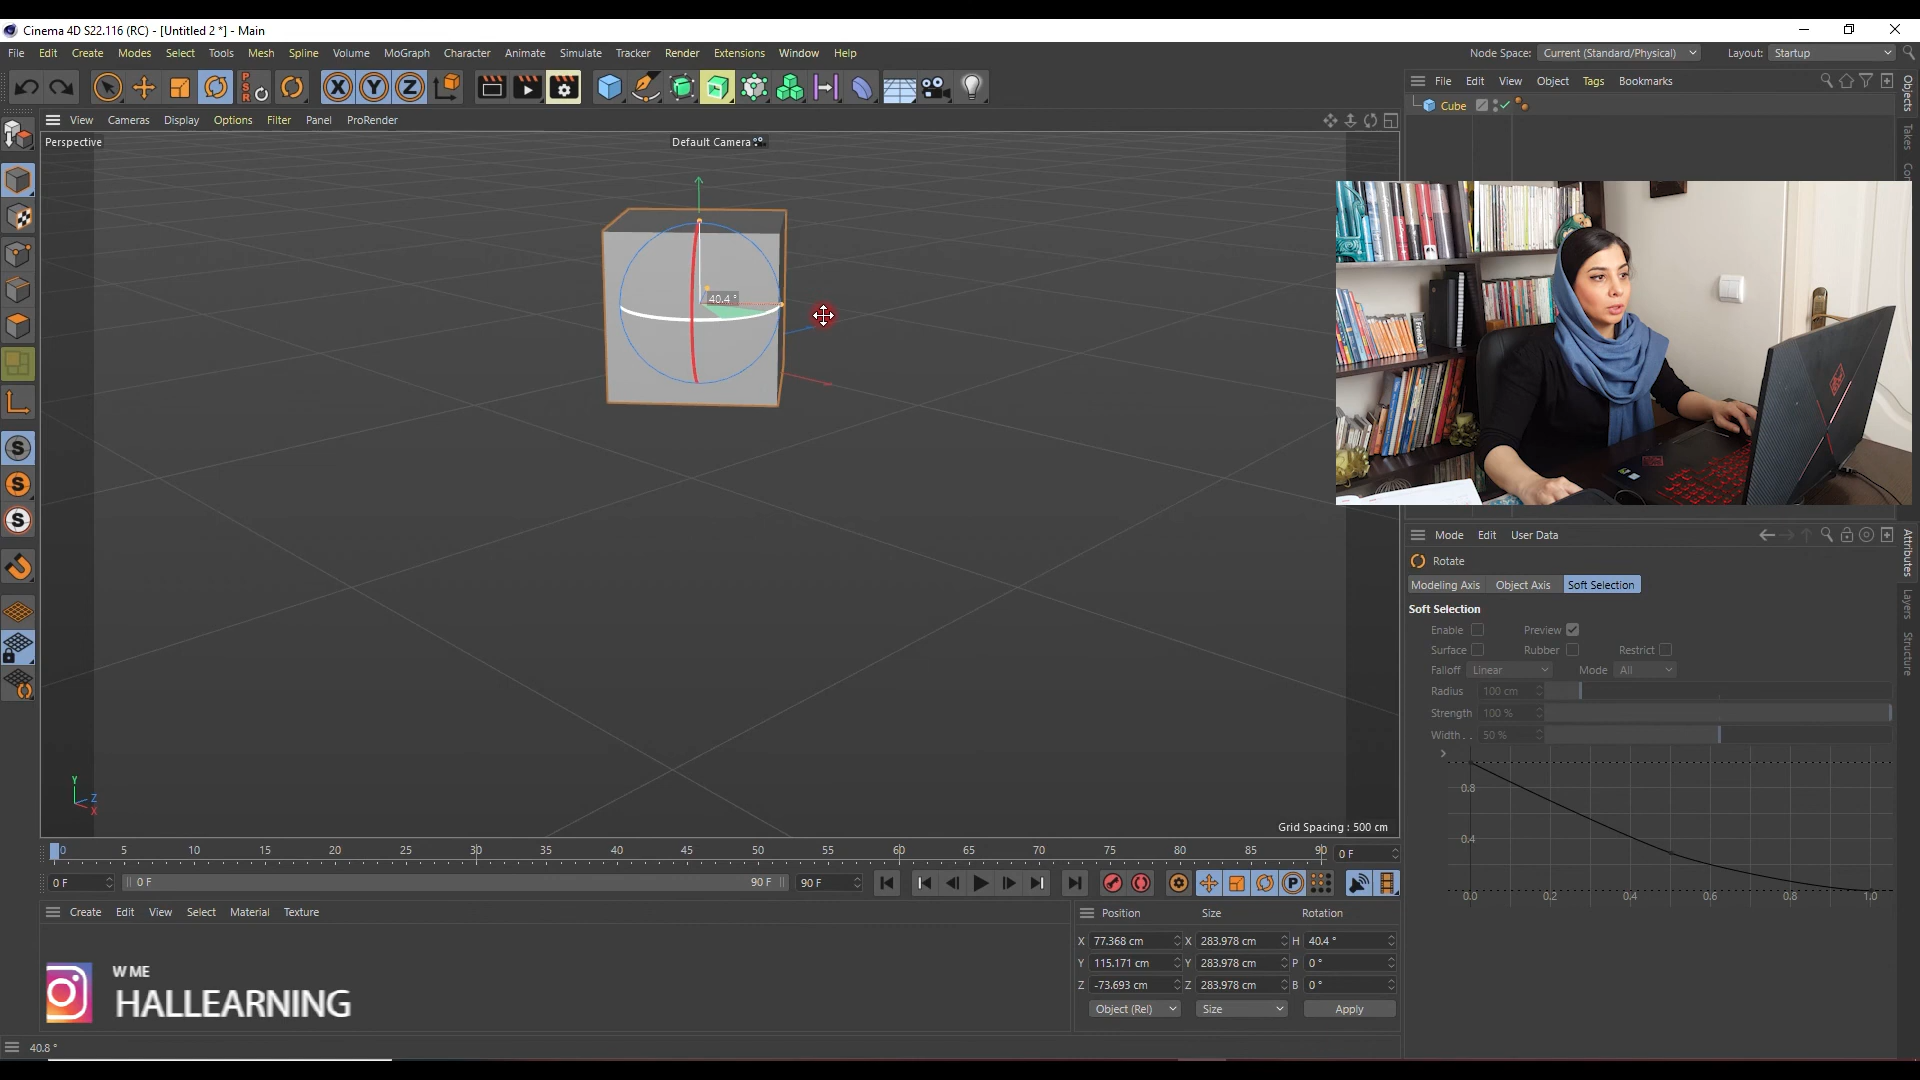 Cinema 4D S22.116 (RC) - [Untitled 2 *] - Main
File Edit Create Modes Select Tools Mesh Spline Volume MoGraph Character Animate Simulate Tracker Render Extensions Window Help
Node Space: Current (Standard/Physical) Layout: Startup
PSR
X Y Z
File Edit View Object Tags Bookmarks
Objects
Takes
Cube
View Cameras Display Options Filter Panel ProRender
Perspective
Default Camera
40.4 °
Y
Z
X
Grid Spacing : 500 cm
S
S
S
Mode Edit User Data
Attributes
Layers
Structure
Rotate
Modeling Axis Object Axis Soft Selection
Soft Selection
Enable Preview
Surface Rubber Restrict
Falloff Linear Mode All
Radius 100 cm
Strength 100 %
Width . . 50 %
0.8
0.4
0.0 0.2 0.4 0.6 0.8 1.0
0 5 10 15 20 25 30 35 40 45 50 55 60 65 70 75 80 85 90 0 F
0 F 0 F 90 F 90 F
P
Create Edit View Select Material Texture
Position Size Rotation
X 77.368 cm X 283.978 cm H 40.4 °
Y 115.171 cm Y 283.978 cm P 0 °
Z -73.693 cm Z 283.978 cm B 0 °
Object (Rel) Size Apply
W ME
HALLEARNING
40.8 °